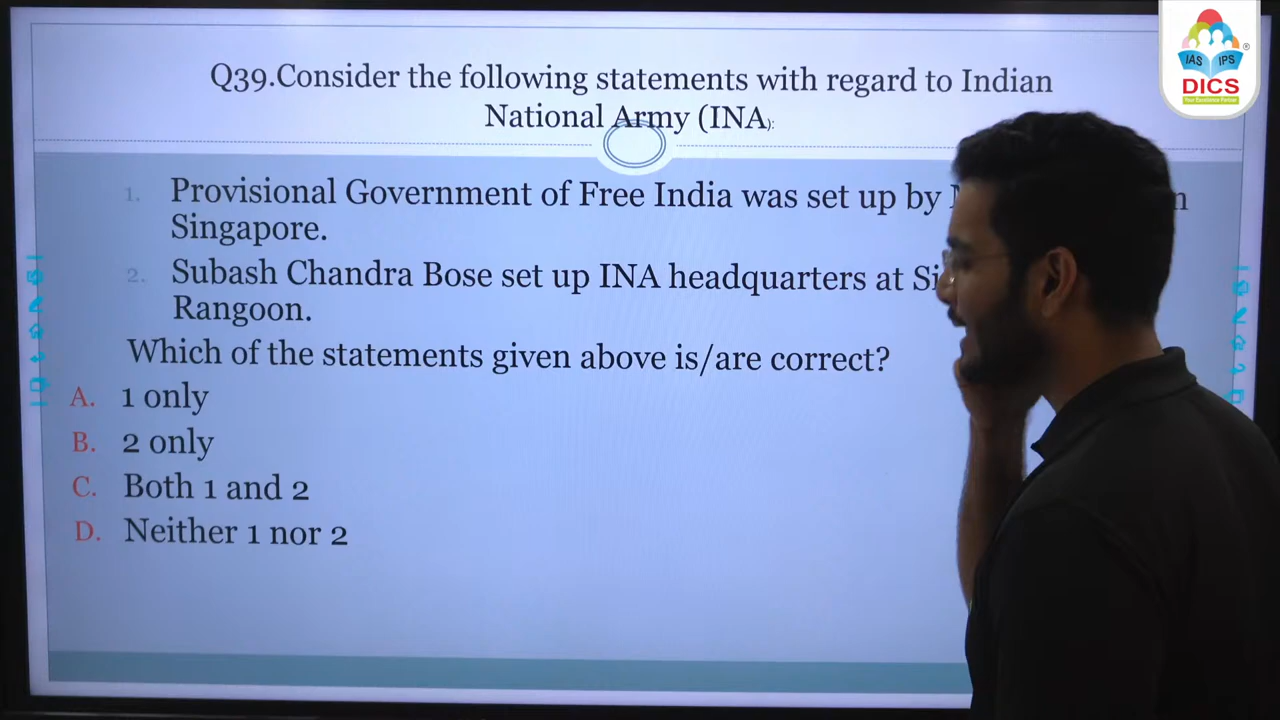 IAS IPS
DICS
Your Excellence Partner
Q39.Consider the following statements with regard to Indian
National Army (INA):
1. Provisional Government of Free India was set up by
Singapore.
2. Subash Chandra Bose set up INA headquarters at
Rangoon.
Which of the statements given above is/are correct?
A. 1 only
B. 2 only
C. Both 1 and 2
D. Neither 1 nor 2